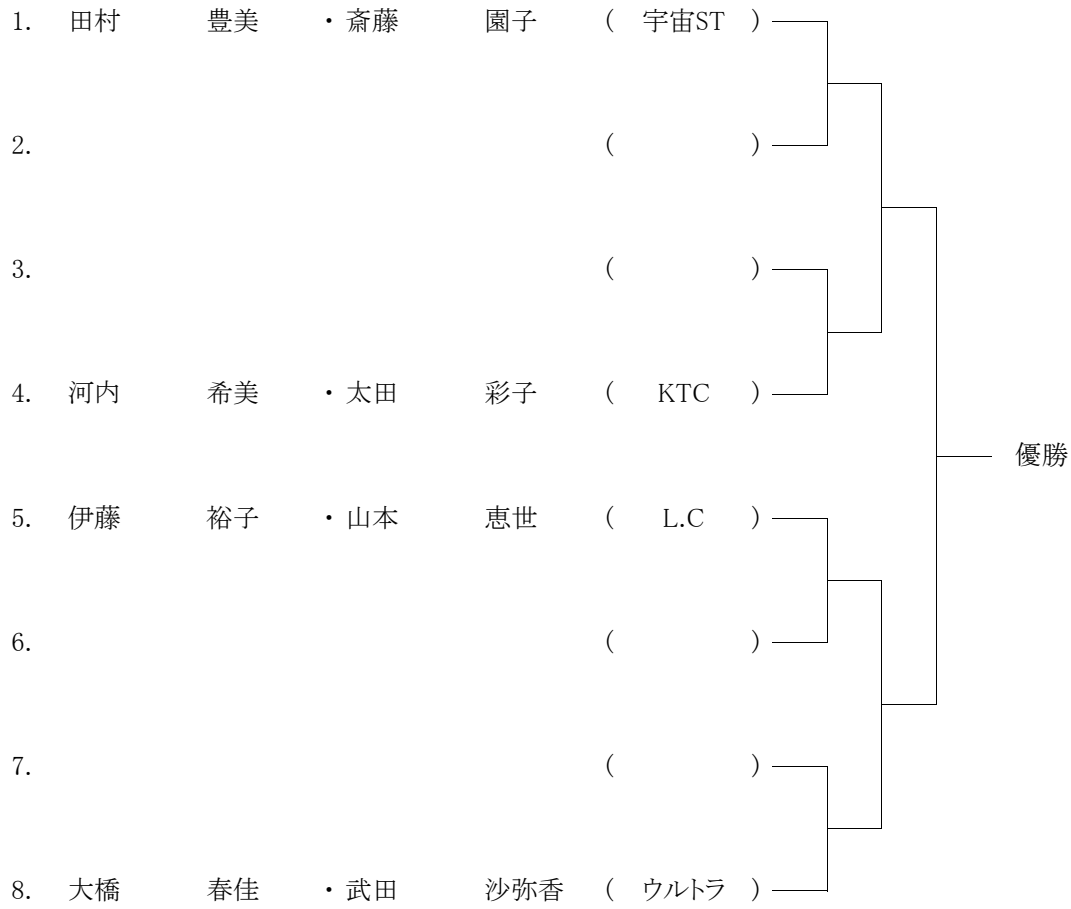 1. 田村 豊美 ・斎藤 園子 ( 宇宙ST )
2. ( )
3. ( )
4. 河内 希美 ・太田 彩子 ( KTC )
優勝
5. 伊藤 裕子 ・山本 恵世 ( L.C )
6. ( )
7. ( )
8. 大橋 春佳 ・武田 沙弥香 ( ウルトラ )